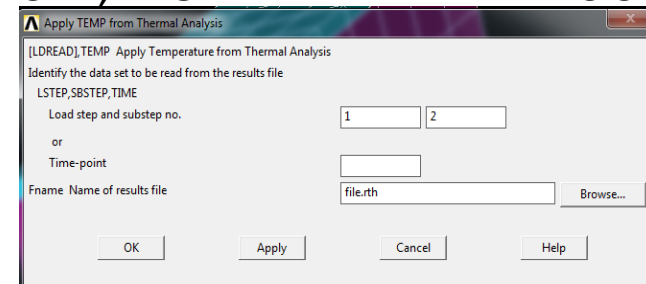 Apply TEMP from Thermal Analysis
[LDREAD],TEMP Apply Temperature from Thermal Analysis
Identify the data set to be read from the results file
LSTEP,SBSTEP,TIME
Load step and substep no. 1 2
or
Time-point
Fname Name of results file file.rth Browse...
OK Apply Cancel Help